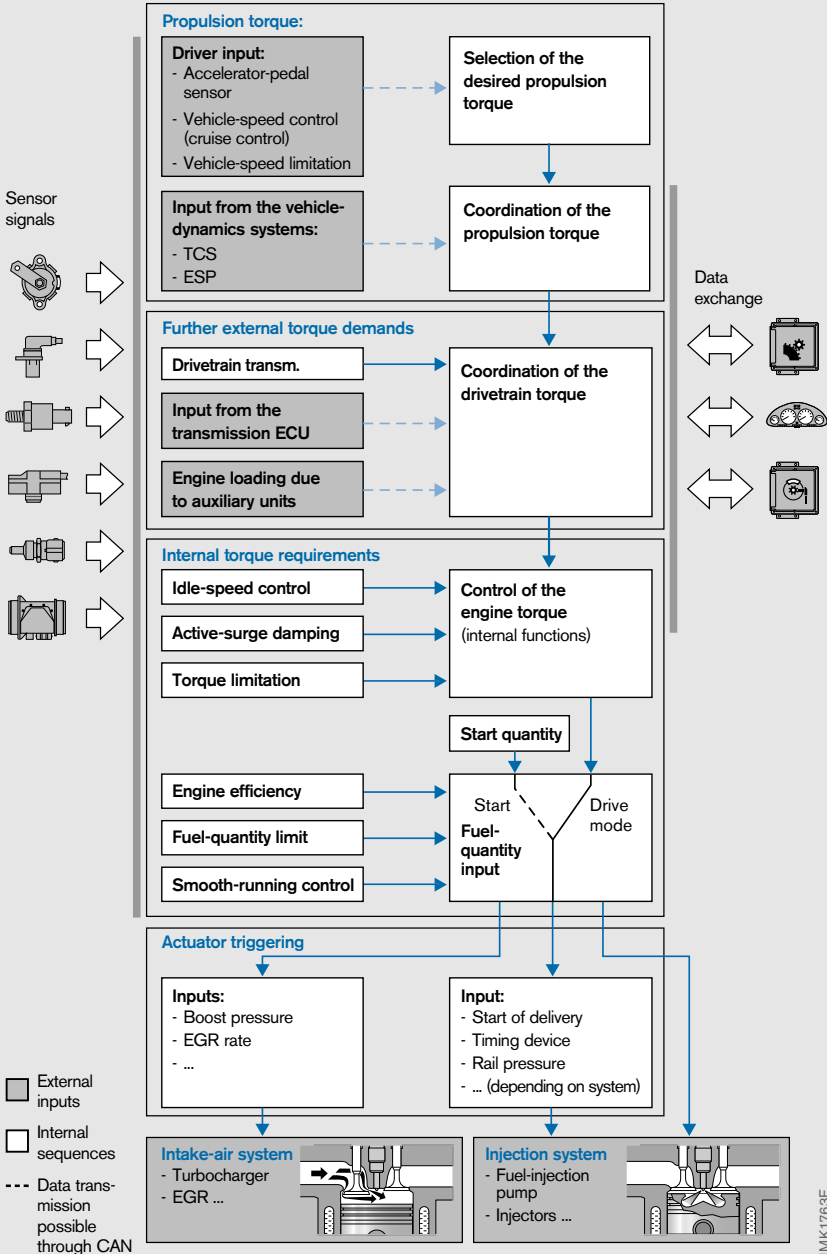 Propulsion torque:
Driver input:
- Accelerator-pedal
sensor
- Vehicle-speed control
(cruise control)
- Vehicle-speed limitation
Selection of the
desired propulsion
torque
Input from the vehicle-
dynamics systems:
- TCS
- ESP
Coordination of the
propulsion torque
Sensor
signals
Data
exchange
Further external torque demands
Drivetrain transm.
Input from the
transmission ECU
Engine loading due
to auxiliary units
Coordination of the
drivetrain torque
Internal torque requirements
Idle-speed control
Active-surge damping
Torque limitation
Control of the
engine torque
(internal functions)
Start quantity
Engine efficiency
Fuel-quantity limit
Smooth-running control
Start
Drive
mode
Fuel-
quantity
input
Actuator triggering
Inputs:
- Boost pressure
- EGR rate
- ...
Input:
- Start of delivery
- Timing device
- Rail pressure
- ... (depending on system)
External
inputs
Internal
sequences
Data trans-
mission
possible
through CAN
Intake-air system
- Turbocharger
- EGR ...
Injection system
- Fuel-injection
pump
- Injectors ...
MK1763E